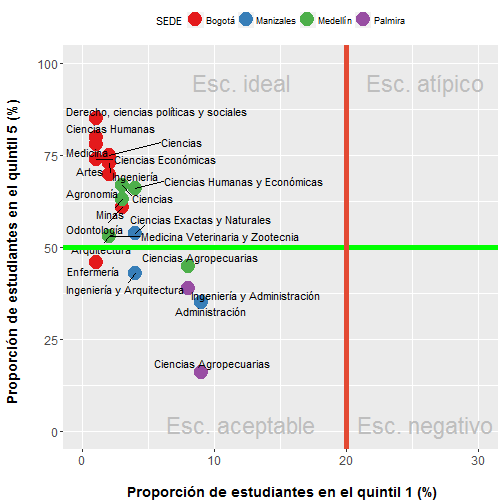 SEDE Bogotá Manizales Medellín Palmira
Esc. ideal Esc. atípico
Derecho, ciencias políticas y sociales
Ciencias Humanas
Ciencias
Medicina
Ciencias Económicas
Artes
Ingeniería
Ciencias Humanas y Económicas
Agronomía
Ciencias
Minas
Ciencias Exactas y Naturales
Odontología
Medicina Veterinaria y Zootecnia
Arquitectura
Ciencias Agropecuarias
Enfermería
Ingeniería y Arquitectura
Ingeniería y Administración
Administración
Ciencias Agropecuarias
Esc. aceptable Esc. negativo
100
75
50
25
0
0 10 20 30
Proporción de estudiantes en el quintil 5 (%)
Proporción de estudiantes en el quintil 1 (%)